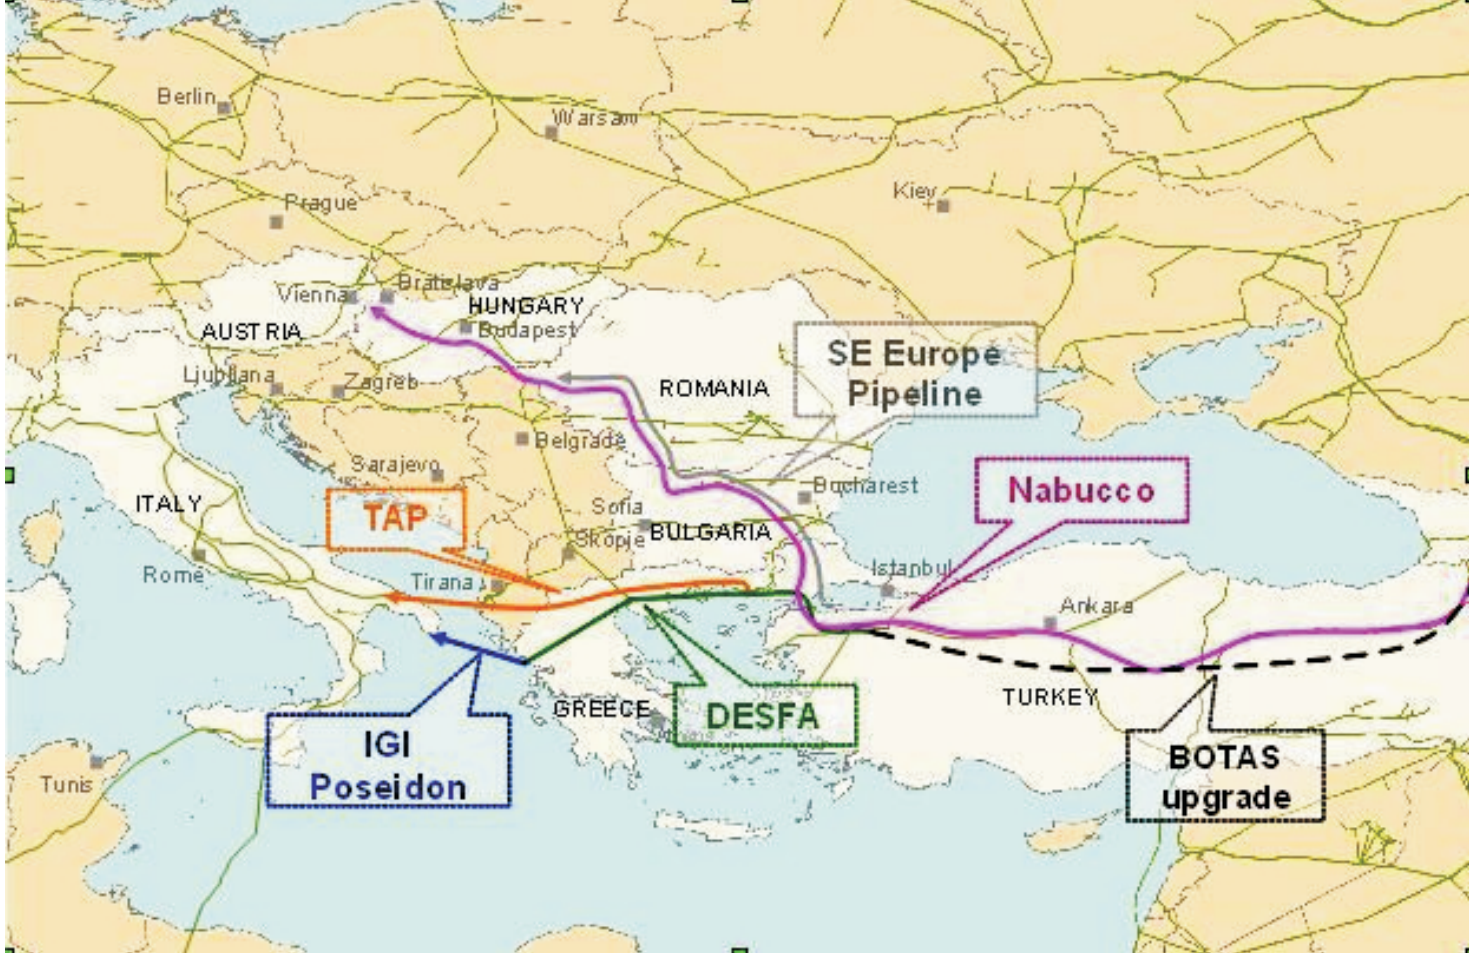 Berlin
Warsaw
Prague
Kiev
Vienna
Bratislava
HUNGARY
AUSTRIA
Budapest
SE Europe
Pipeline
Ljubljana
Zagreb
ROMANIA
Belgrade
Sarajevo
Bucharest
Nabucco
ITALY
TAP
Sofia
BULGARIA
Skopje
Rome
Tirana
Istanbul
Ankara
TURKEY
GREECE
DESFA
IGI
Poseidon
BOTAS
upgrade
Tunis